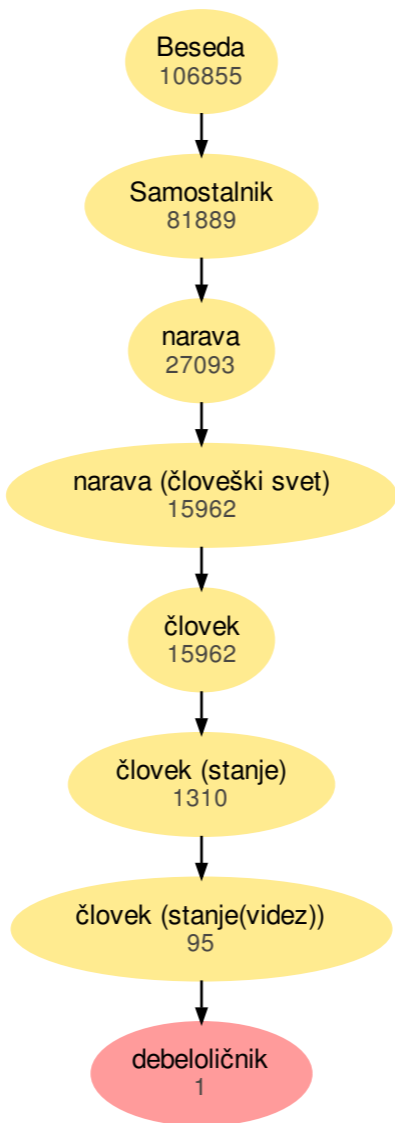 Beseda
106855
Samostalnik
81889
narava
27093
narava (človeški svet)
15962
človek
15962
človek (stanje)
1310
človek (stanje(videz))
95
debeloličnik
1